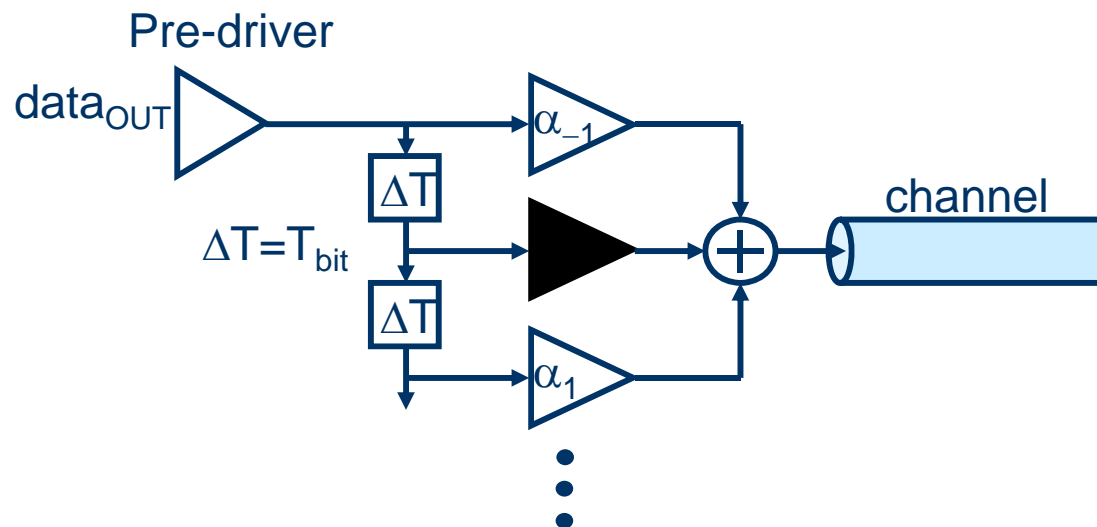 Pre-driver
data_OUT
α_–1
ΔT
channel
ΔT=T_bit
ΔT
α_1